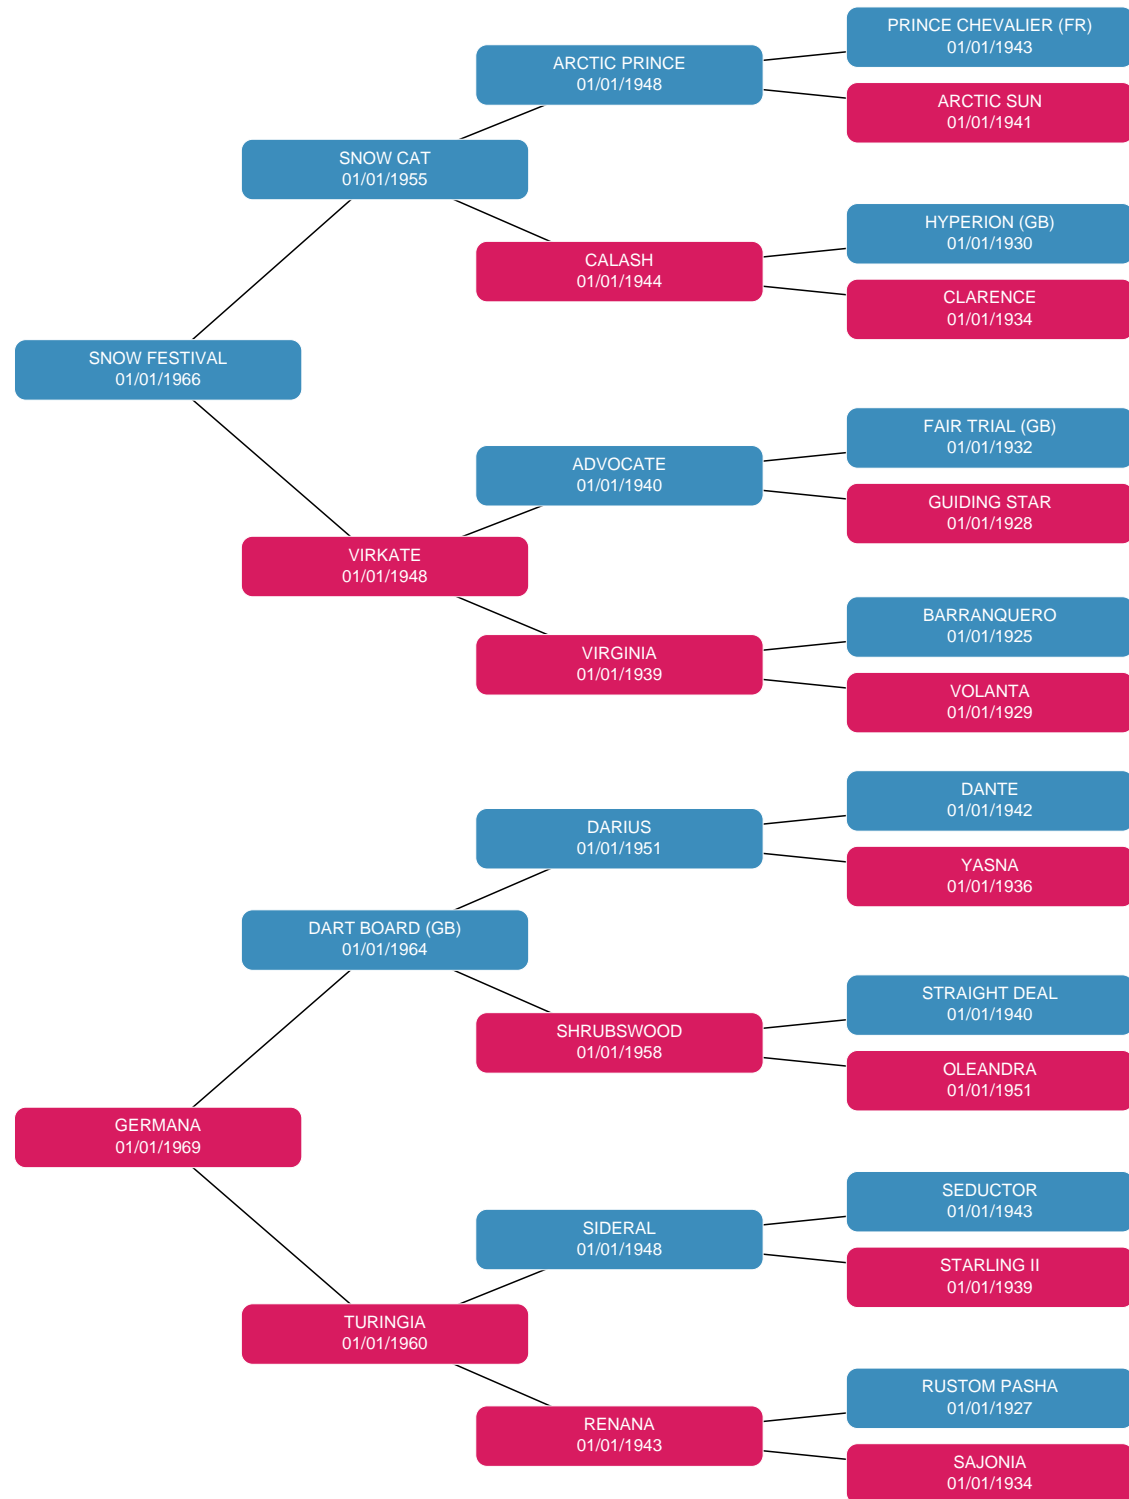 PRINCE CHEVALIER (FR)
01/01/1943
ARCTIC PRINCE
01/01/1948
ARCTIC SUN
01/01/1941
SNOW CAT
01/01/1955
HYPERION (GB)
01/01/1930
CALASH
01/01/1944
CLARENCE
01/01/1934
SNOW FESTIVAL
01/01/1966
FAIR TRIAL (GB)
01/01/1932
ADVOCATE
01/01/1940
GUIDING STAR
01/01/1928
VIRKATE
01/01/1948
BARRANQUERO
01/01/1925
VIRGINIA
01/01/1939
VOLANTA
01/01/1929
DANTE
01/01/1942
DARIUS
01/01/1951
YASNA
01/01/1936
DART BOARD (GB)
01/01/1964
STRAIGHT DEAL
01/01/1940
SHRUBSWOOD
01/01/1958
OLEANDRA
01/01/1951
GERMANA
01/01/1969
SEDUCTOR
01/01/1943
SIDERAL
01/01/1948
STARLING II
01/01/1939
TURINGIA
01/01/1960
RUSTOM PASHA
01/01/1927
RENANA
01/01/1943
SAJONIA
01/01/1934